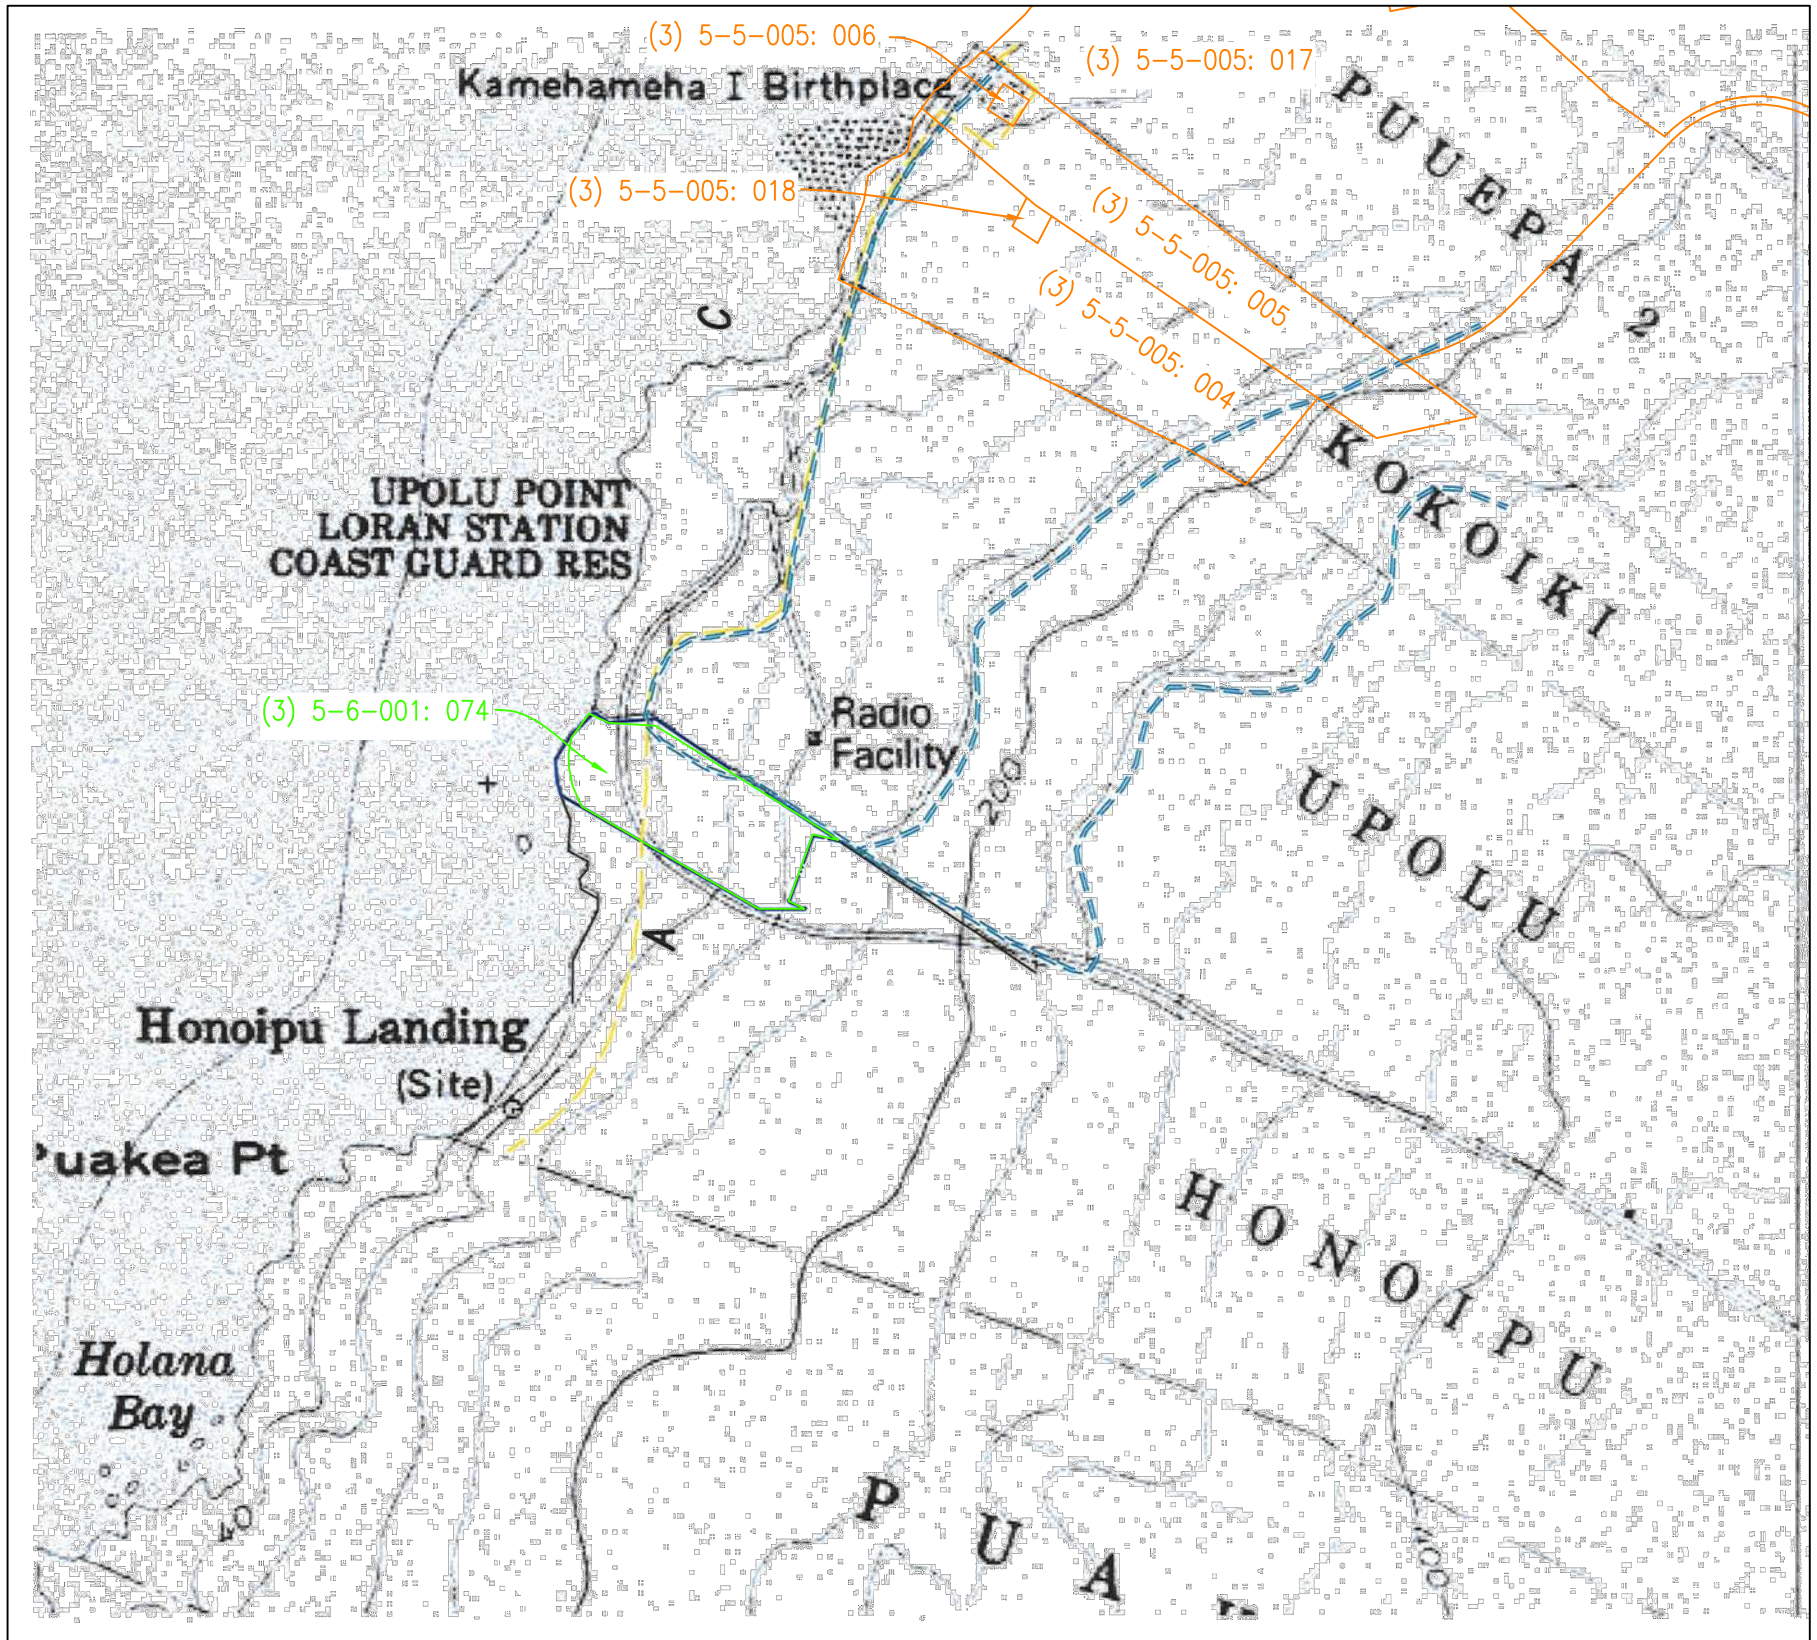 (3) 5-5-005: 006
(3) 5-5-005: 017
Kamehameha I Birthplace
PUUEPA 2
(3) 5-5-005: 018
(3) 5-5-005: 005
(3) 5-5-005: 004
C
KOKOIKI
UPOLU POINT
LORAN STATION
COAST GUARD RES
(3) 5-6-001: 074
Radio
Facility
200
UPOLU
A
Honoipu Landing
(Site)
uakea Pt
HONOIPU
Holana
Bay
40
PUA